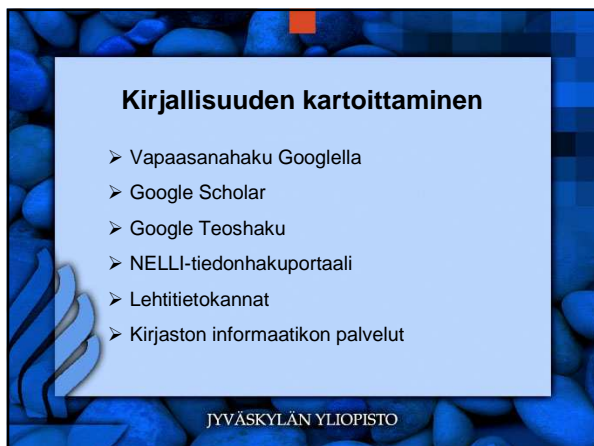 Kirjallisuuden kartoittaminen
➢ Vapaasanahaku Googlella
➢ Google Scholar
➢ Google Teoshaku
➢ NELLI-tiedonhakuportaali
➢ Lehtitietokannat
➢ Kirjaston informaatikon palvelut
JYVÄSKYLÄN YLIOPISTO